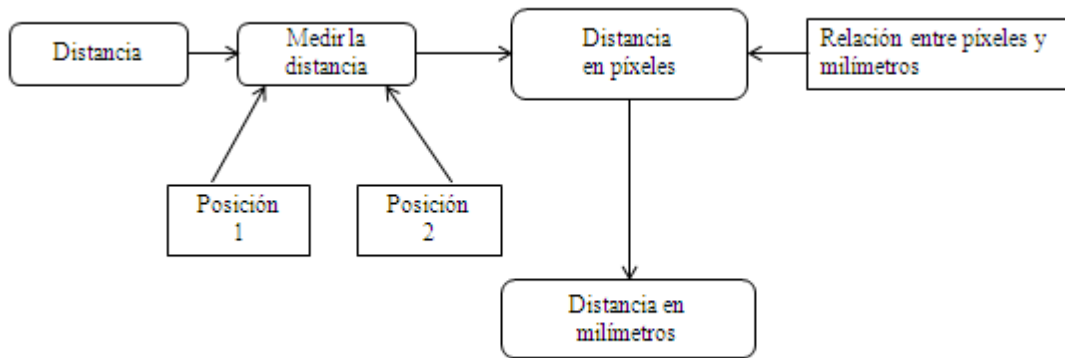 Distancia
Medir la
distancia
Distancia
en píxeles
Relación entre píxeles y
milímetros
Posición
1
Posición
2
Distancia en
milímetros